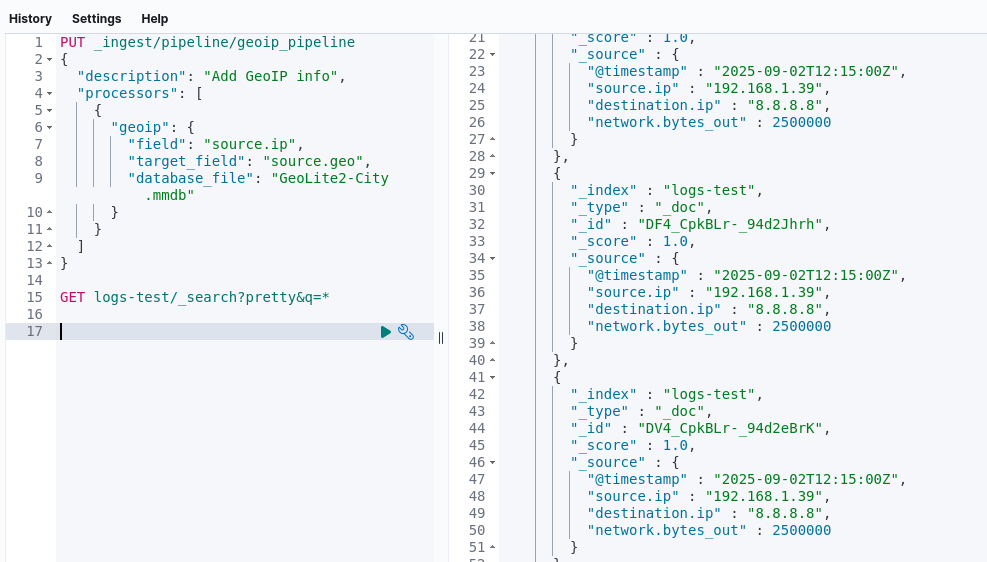 History Settings Help
1 PUT _ingest/pipeline/geoip_pipeline
2 {
3 "description": "Add GeoIP info",
4 "processors": [
5 {
6 "geoip": {
7 "field": "source.ip",
8 "target_field": "source.geo",
9 "database_file": "GeoLite2-City
.mmdb"
10 }
11 }
12 ]
13 }
14
15 GET logs-test/_search?pretty&q=*
16
17
21 "_score" : 1.0,
22 "_source" : {
23 "@timestamp" : "2025-09-02T12:15:00Z",
24 "source.ip" : "192.168.1.39",
25 "destination.ip" : "8.8.8.8",
26 "network.bytes_out" : 2500000
27 }
28 },
29 {
30 "_index" : "logs-test",
31 "_type" : "_doc",
32 "_id" : "DF4_CpkBLr-_94d2Jhrh",
33 "_score" : 1.0,
34 "_source" : {
35 "@timestamp" : "2025-09-02T12:15:00Z",
36 "source.ip" : "192.168.1.39",
37 "destination.ip" : "8.8.8.8",
38 "network.bytes_out" : 2500000
39 }
40 },
41 {
42 "_index" : "logs-test",
43 "_type" : "_doc",
44 "_id" : "DV4_CpkBLr-_94d2eBrK",
45 "_score" : 1.0,
46 "_source" : {
47 "@timestamp" : "2025-09-02T12:15:00Z",
48 "source.ip" : "192.168.1.39",
49 "destination.ip" : "8.8.8.8",
50 "network.bytes_out" : 2500000
51 }